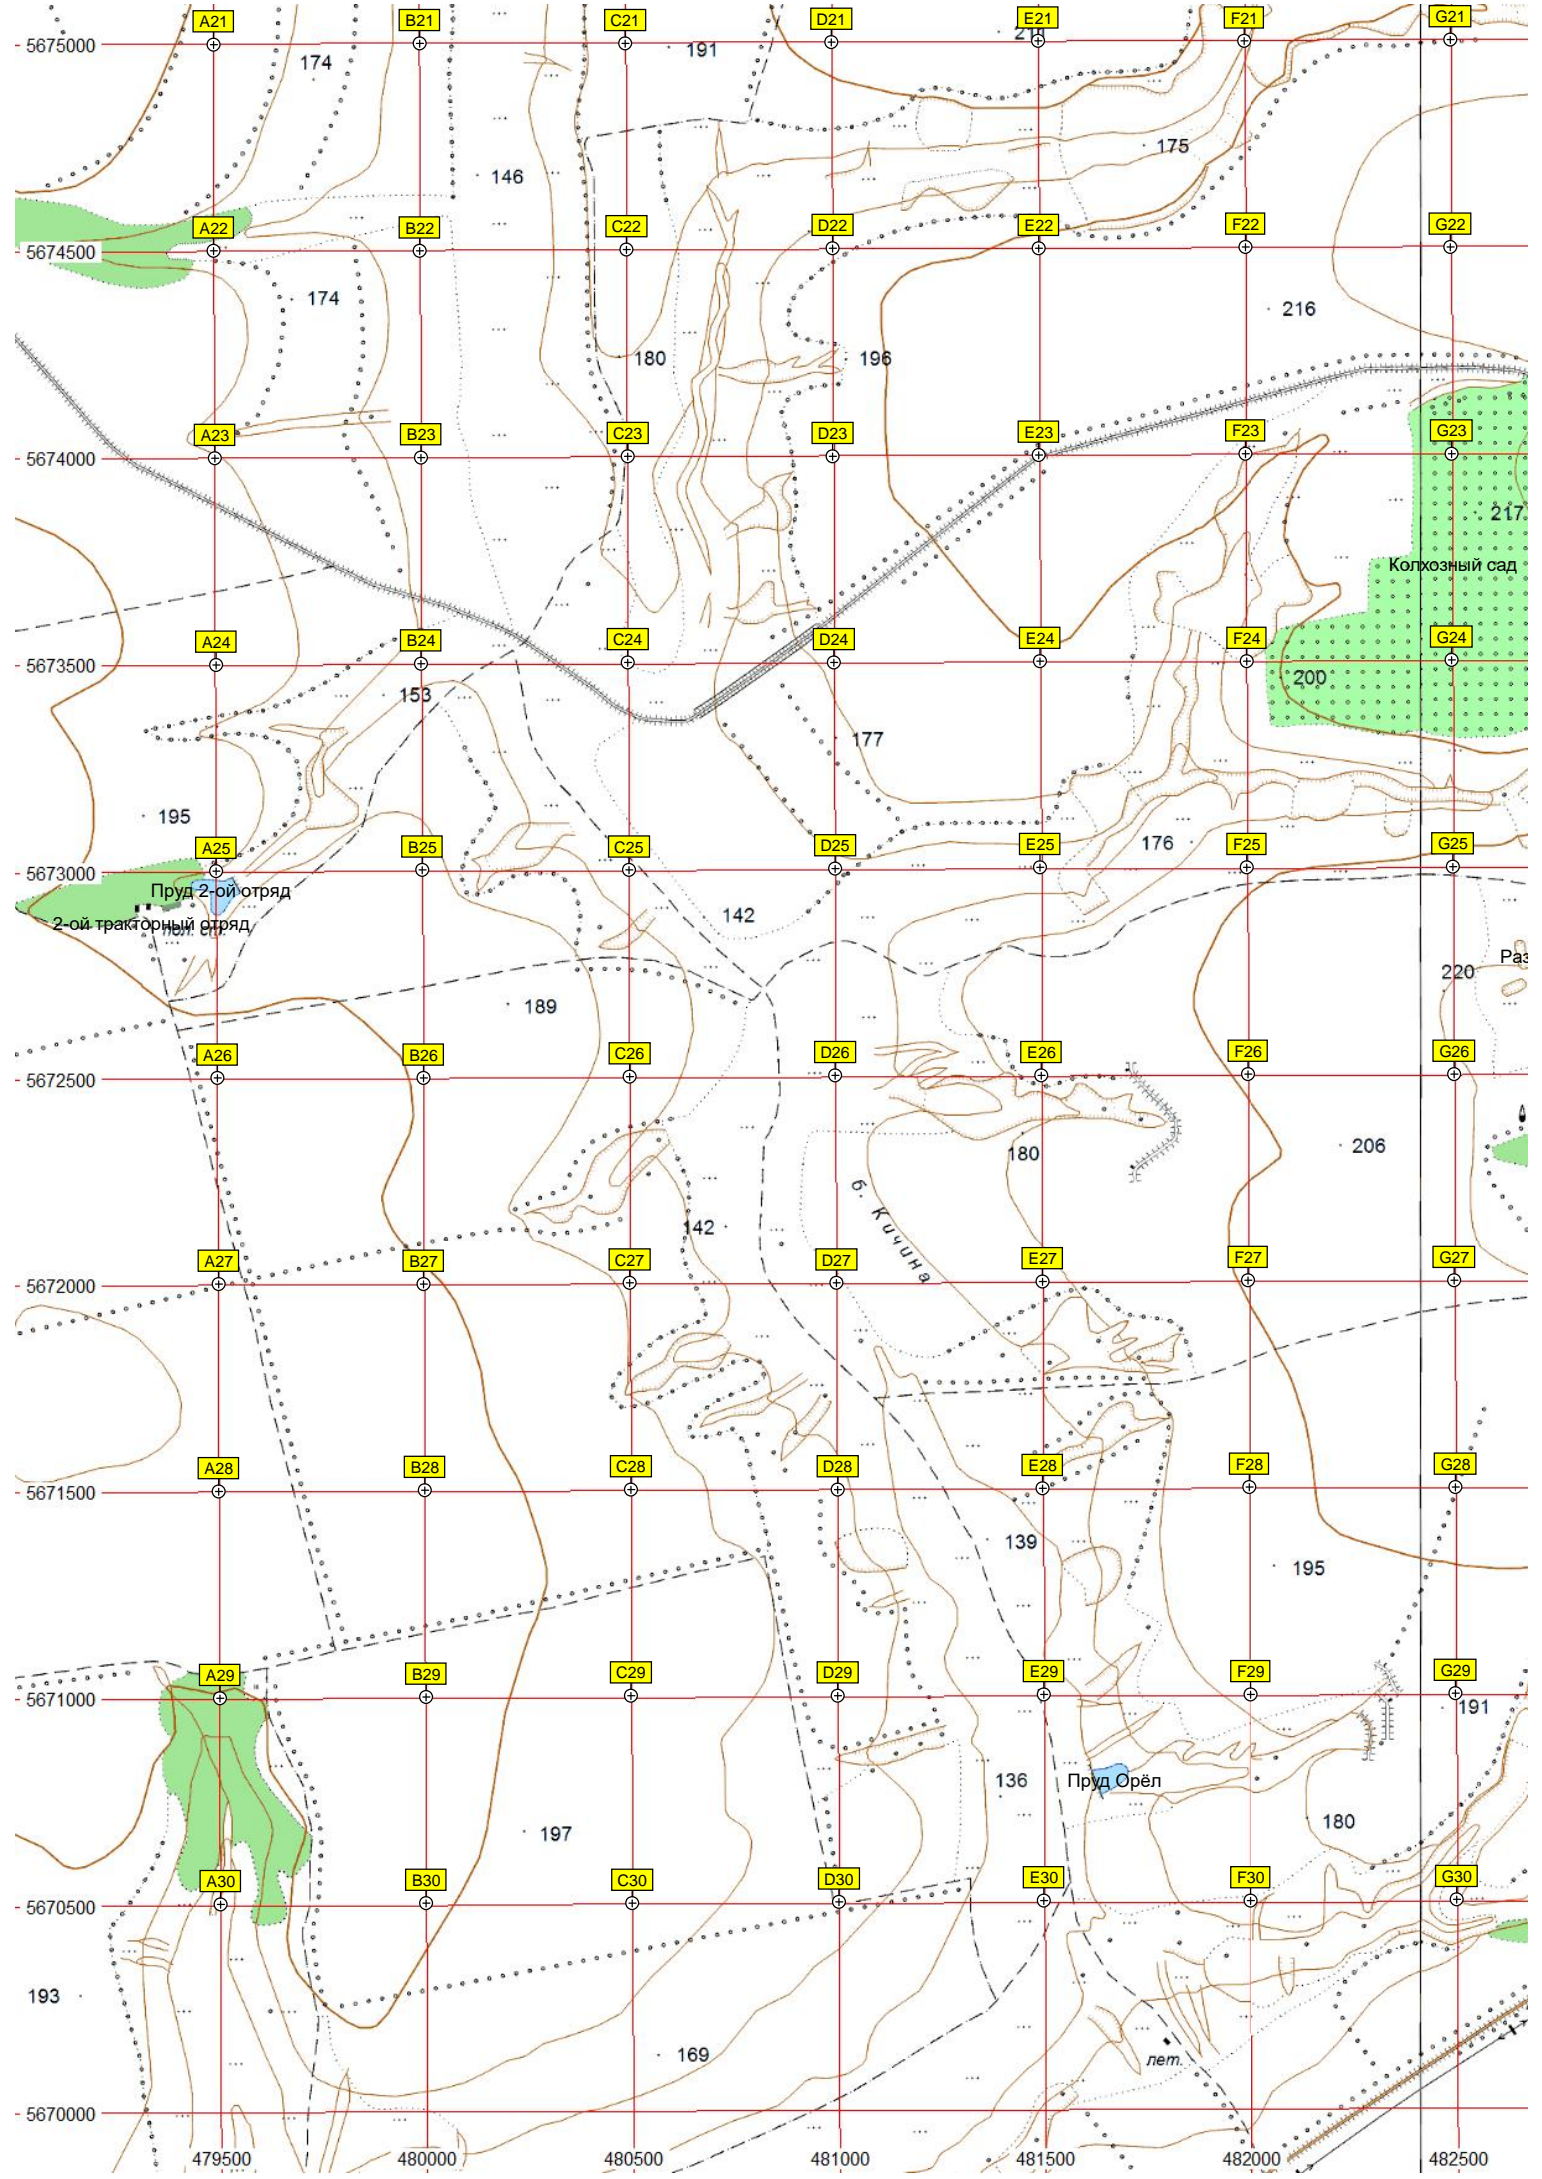 A21 B21 C21 D21 E21 F21 G21
5675000
174 191
175
146
A22 B22 C22 D22 E22 F22 G22
5674500
174 216
180 196
A23 B23 C23 D23 E23 F23 G23
5674000
217
Колхозный сад
A24 B24 C24 D24 E24 F24 G24
5673500
153 200
177
195 176
A25 B25 C25 D25 E25 F25 G25
5673000
Пруд 2-ой отряд
142
2-ой тракторный отряд
Раз
220
189
A26 B26 C26 D26 E26 F26 G26
5672500
180 206
б. Кичина
142
A27 B27 C27 D27 E27 F27 G27
5672000
A28 B28 C28 D28 E28 F28 G28
5671500
139
195
A29 B29 C29 D29 E29 F29 G29
5671000
191
136 Пруд Орёл
197 180
A30 B30 C30 D30 E30 F30 G30
5670500
193
169 лет.
5670000
479500 480000 480500 481000 481500 482000 482500